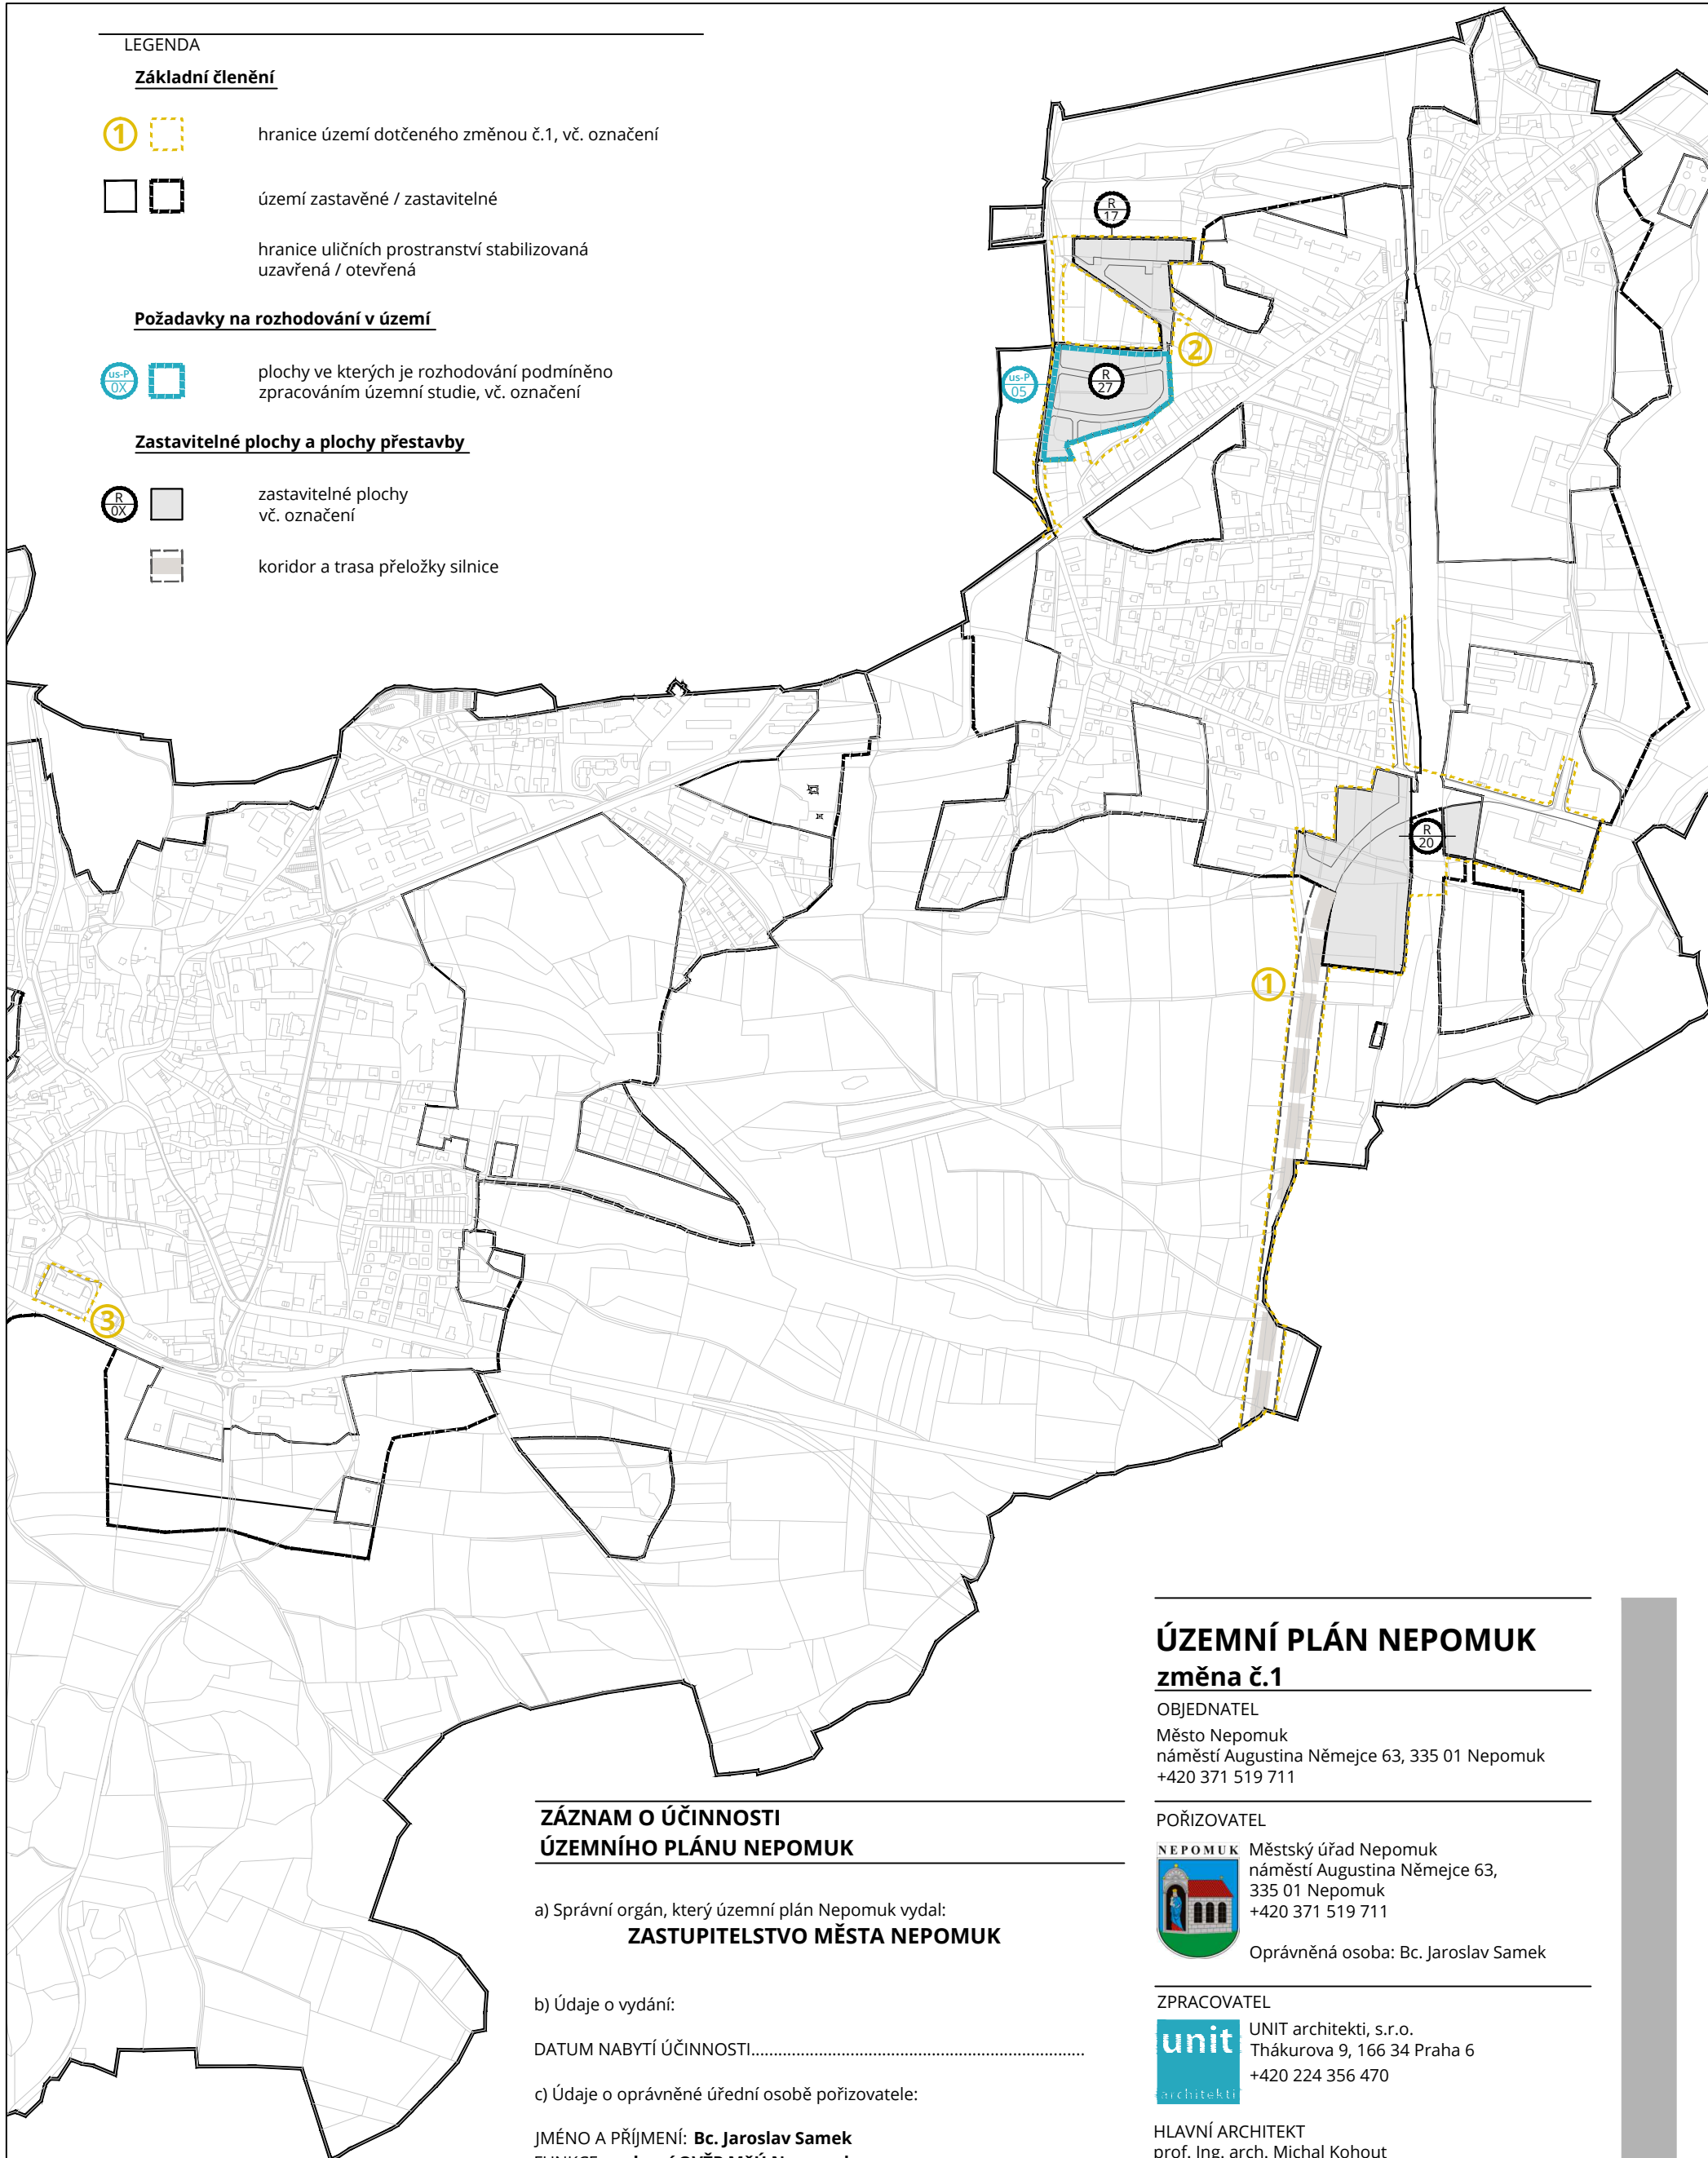 LEGENDA
Základní členění
1
hranice území dotčeného změnou č.1, vč. označení
území zastavěné / zastavitelné
hranice uličních prostranství stabilizovaná
uzavřená / otevřená
Požadavky na rozhodování v území
us-P
0X
plochy ve kterých je rozhodování podmíněno
zpracováním územní studie, vč. označení
Zastavitelné plochy a plochy přestavby
R
0X
zastavitelné plochy
vč. označení
koridor a trasa přeložky silnice
R
17
2
us-P
05
R
27
R
20
1
3
ÚZEMNÍ PLÁN NEPOMUK
změna č.1
OBJEDNATEL
Město Nepomuk
náměstí Augustina Němejce 63, 335 01 Nepomuk
+420 371 519 711
POŘIZOVATEL
NEPOMUK
Městský úřad Nepomuk
náměstí Augustina Němejce 63,
335 01 Nepomuk
+420 371 519 711
Oprávněná osoba: Bc. Jaroslav Samek
ZPRACOVATEL
unit
architekti
UNIT architekti, s.r.o.
Thákurova 9, 166 34 Praha 6
+420 224 356 470
HLAVNÍ ARCHITEKT
prof. Ing. arch. Michal Kohout
ZÁZNAM O ÚČINNOSTI
ÚZEMNÍHO PLÁNU NEPOMUK
a) Správní orgán, který územní plán Nepomuk vydal:
ZASTUPITELSTVO MĚSTA NEPOMUK
b) Údaje o vydání:
DATUM NABYTÍ ÚČINNOSTI..........................................................................
c) Údaje o oprávněné úřední osobě pořizovatele:
JMÉNO A PŘÍJMENÍ: Bc. Jaroslav Samek